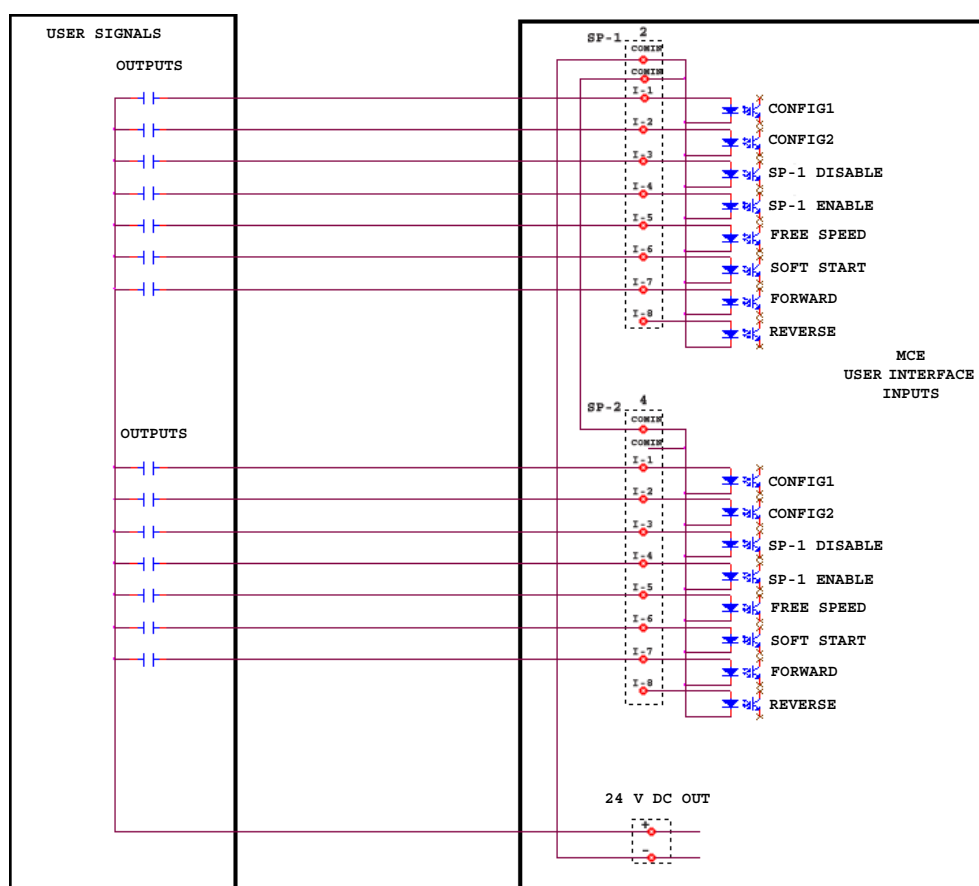 USER SIGNALS
OUTPUTS
SP-1
2
COMIN
COMIN
I-1
I-2
I-3
I-4
I-5
I-6
I-7
I-8
CONFIG1
CONFIG2
SP-1 DISABLE
SP-1 ENABLE
FREE SPEED
SOFT START
FORWARD
REVERSE
MCE
USER INTERFACE
INPUTS
OUTPUTS
SP-2
4
COMIN
COMIN
I-1
I-2
I-3
I-4
I-5
I-6
I-7
I-8
CONFIG1
CONFIG2
SP-1 DISABLE
SP-1 ENABLE
FREE SPEED
SOFT START
FORWARD
REVERSE
24 V DC OUT
+
-